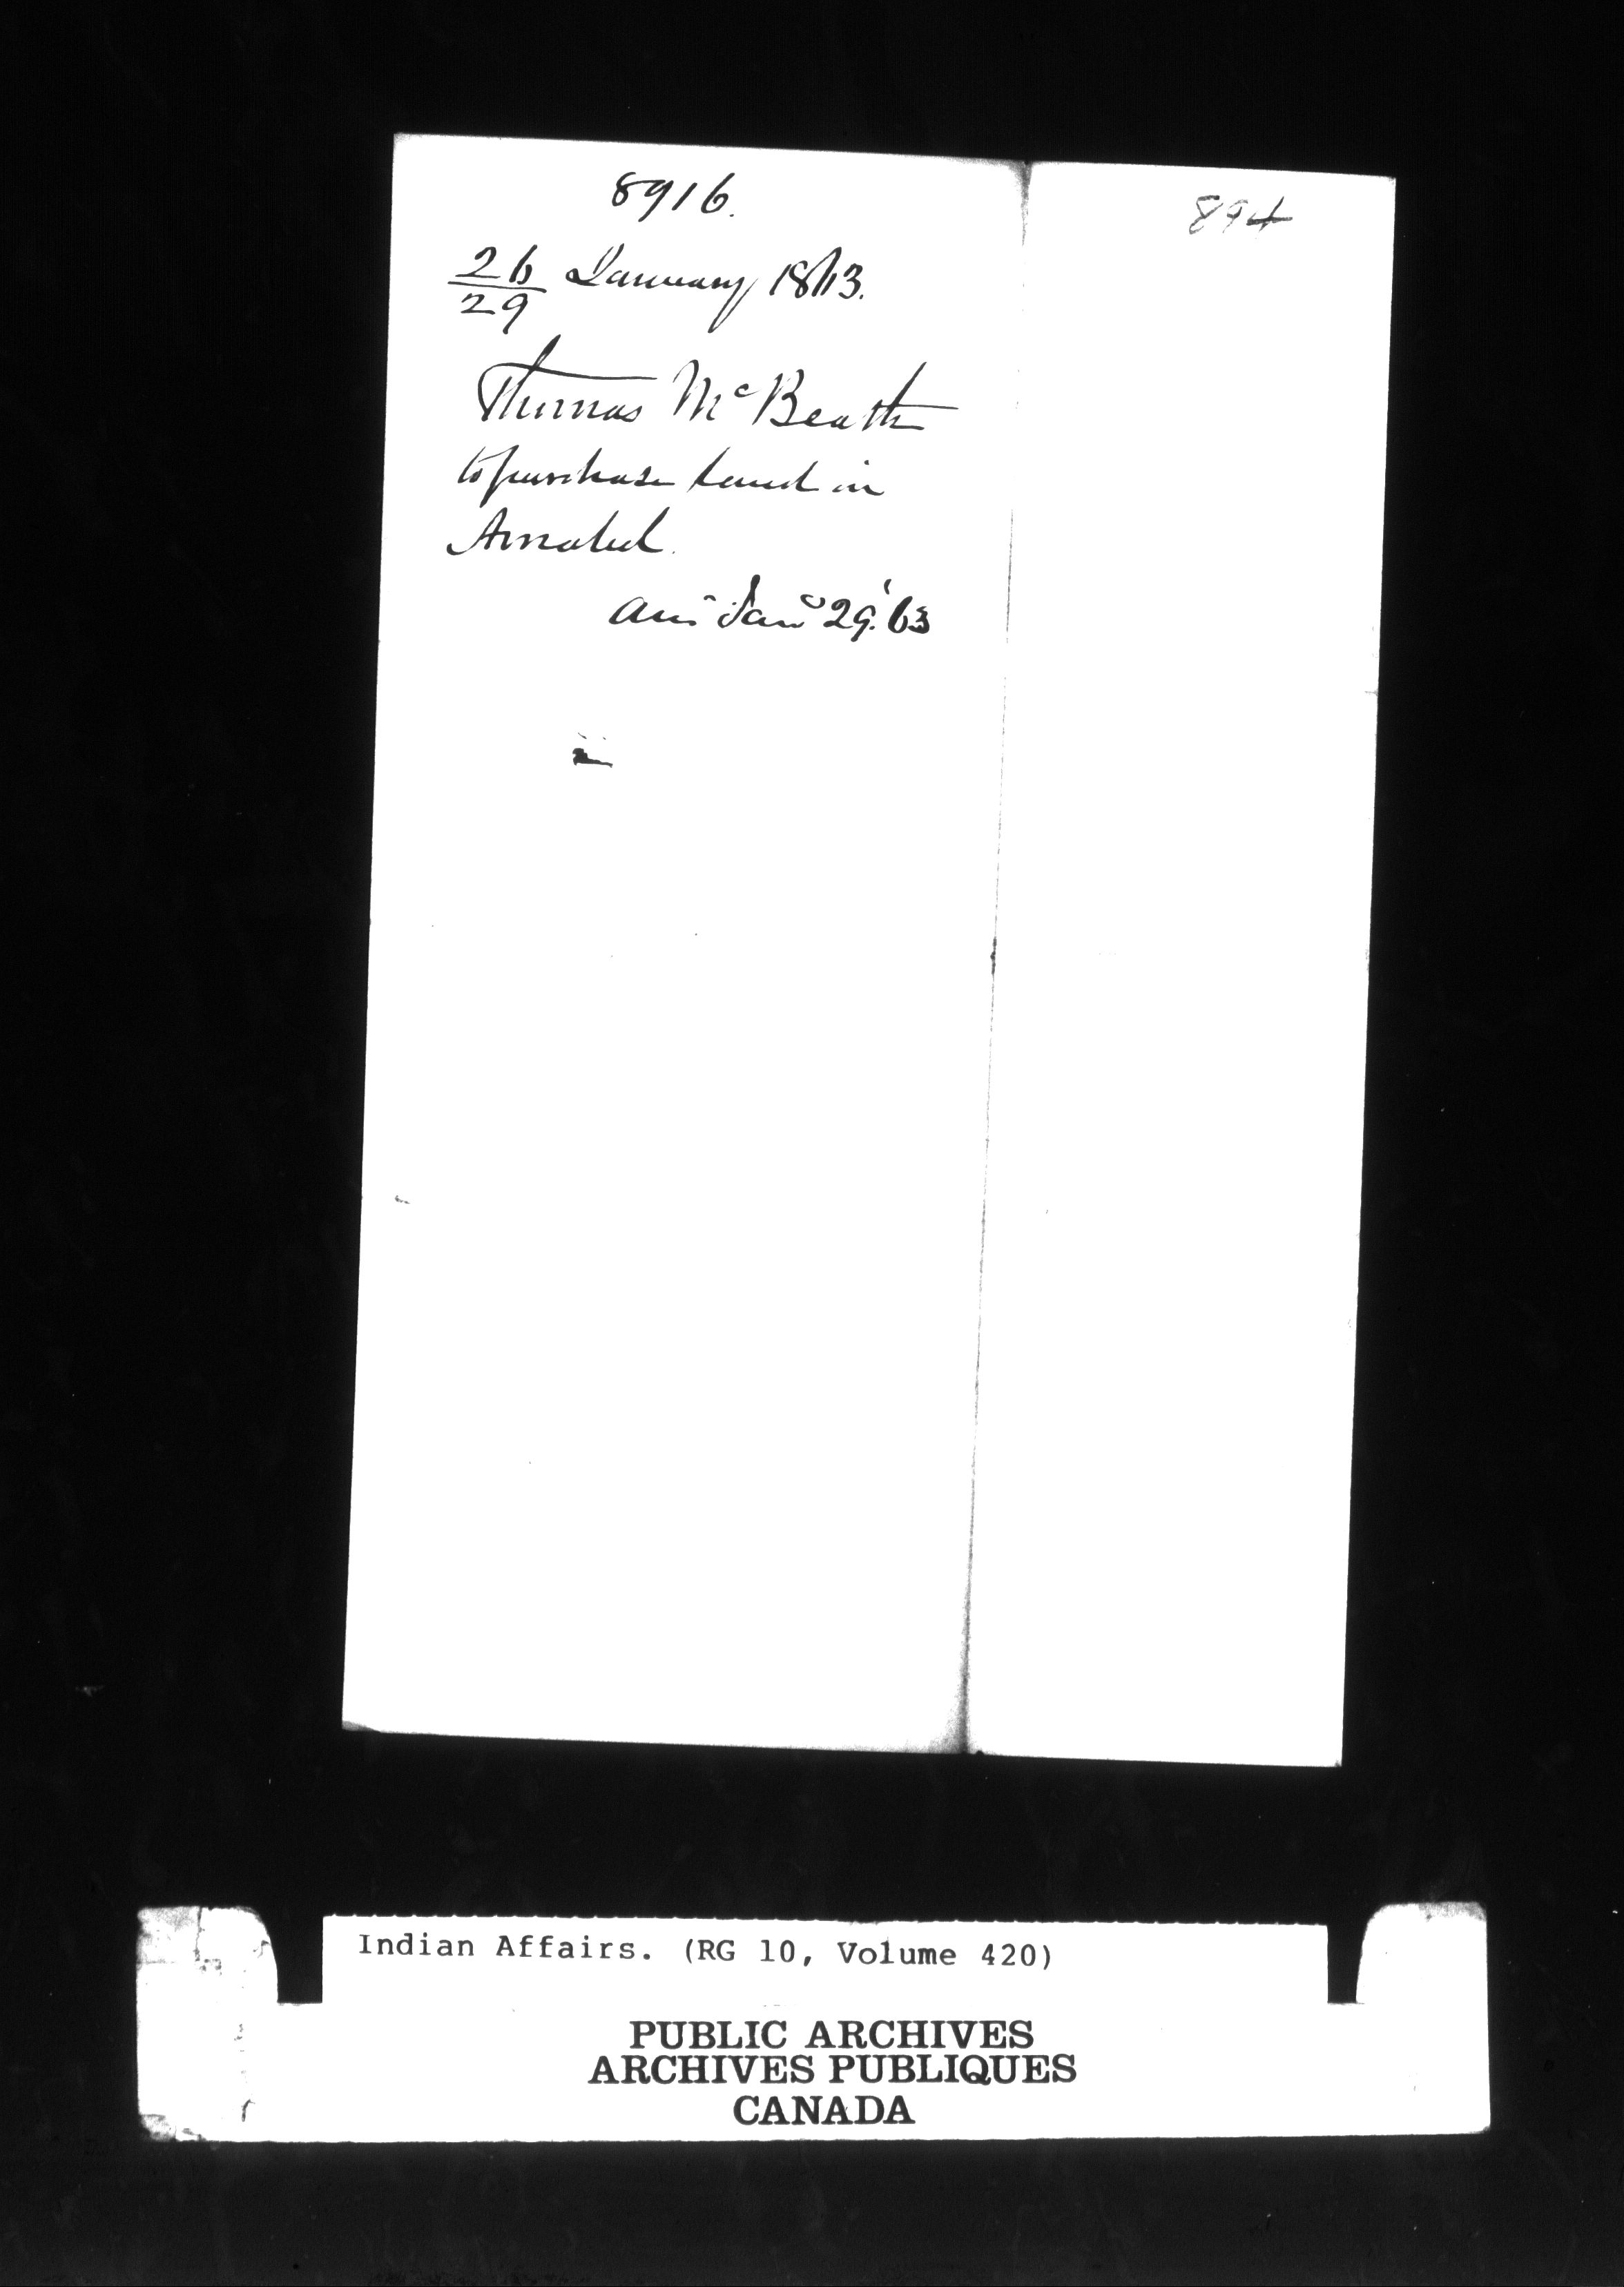 8916.
894
26
29 January 1863.
Thomas McBeath
to purchase land in
Amabel.
Ans Jany 29.'63
Indian Affairs. (RG 10, Volume 420)
PUBLIC ARCHIVES
ARCHIVES PUBLIQUES
CANADA